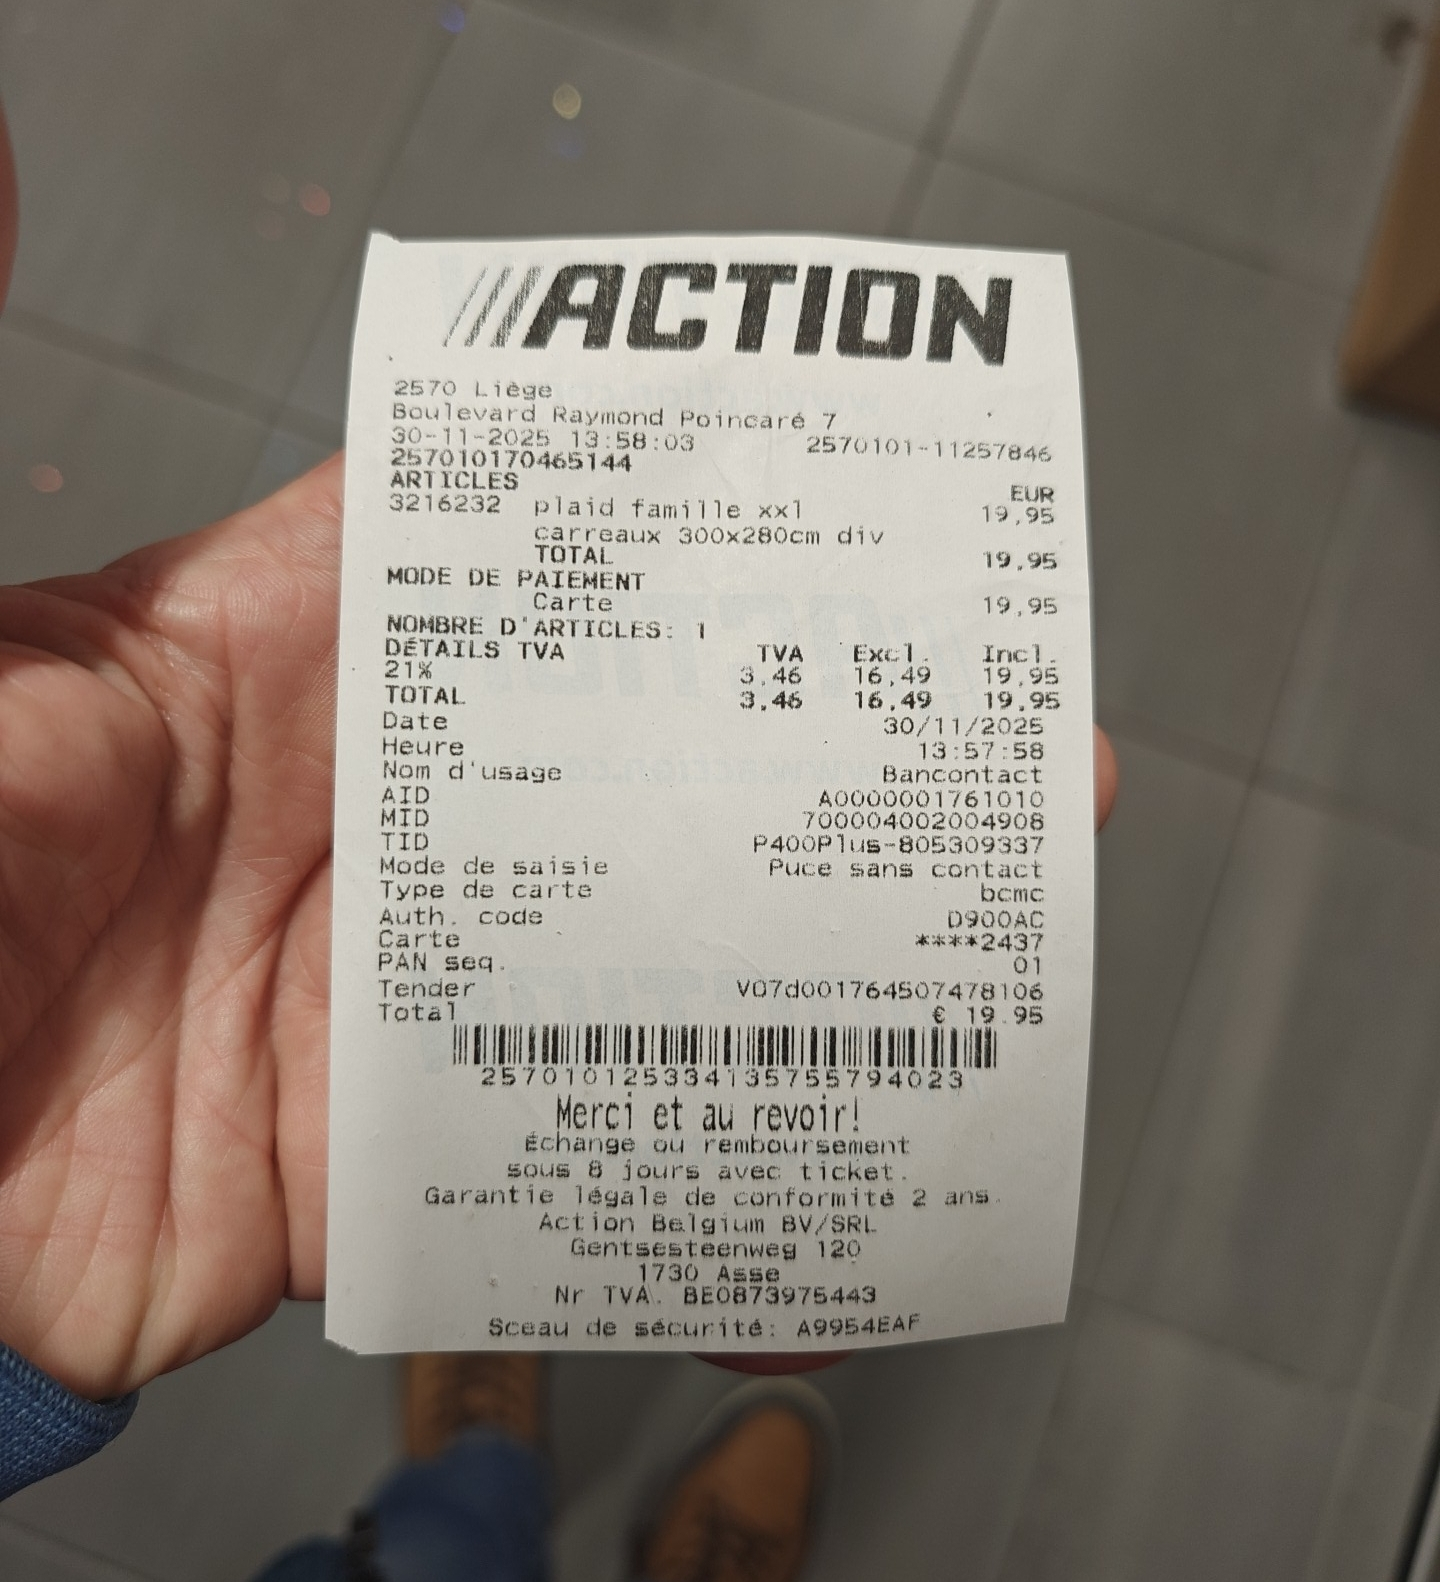 ///ACTION
2570 Liège
Boulevard Raymond Poincaré 7
30-11-2025 13:58:03 2570101-11257846
257010170465144
ARTICLES EUR
3216232 plaid famille xxl 19,95
carreaux 300x280cm div
TOTAL 19,95
MODE DE PAIEMENT
Carte 19,95
NOMBRE D'ARTICLES: 1
DÉTAILS TVA TVA Excl. Incl.
21% 3,46 16,49 19,95
TOTAL 3,46 16,49 19,95
Date 30/11/2025
Heure 13:57:58
Nom d'usage Bancontact
AID A0000001761010
MID 700004002004908
TID P400Plus-805309337
Mode de saisie Puce sans contact
Type de carte bcmc
Auth. code D900AC
Carte ****2437
PAN seq. 01
Tender V07d001764507478106
Total € 19.95
257010125334135755794023
Merci et au revoir!
Échange ou remboursement
sous 8 jours avec ticket.
Garantie légale de conformité 2 ans.
Action Belgium BV/SRL
Gentsesteenweg 120
1730 Asse
Nr TVA. BE0873975443
Sceau de sécurité: A9954EAF